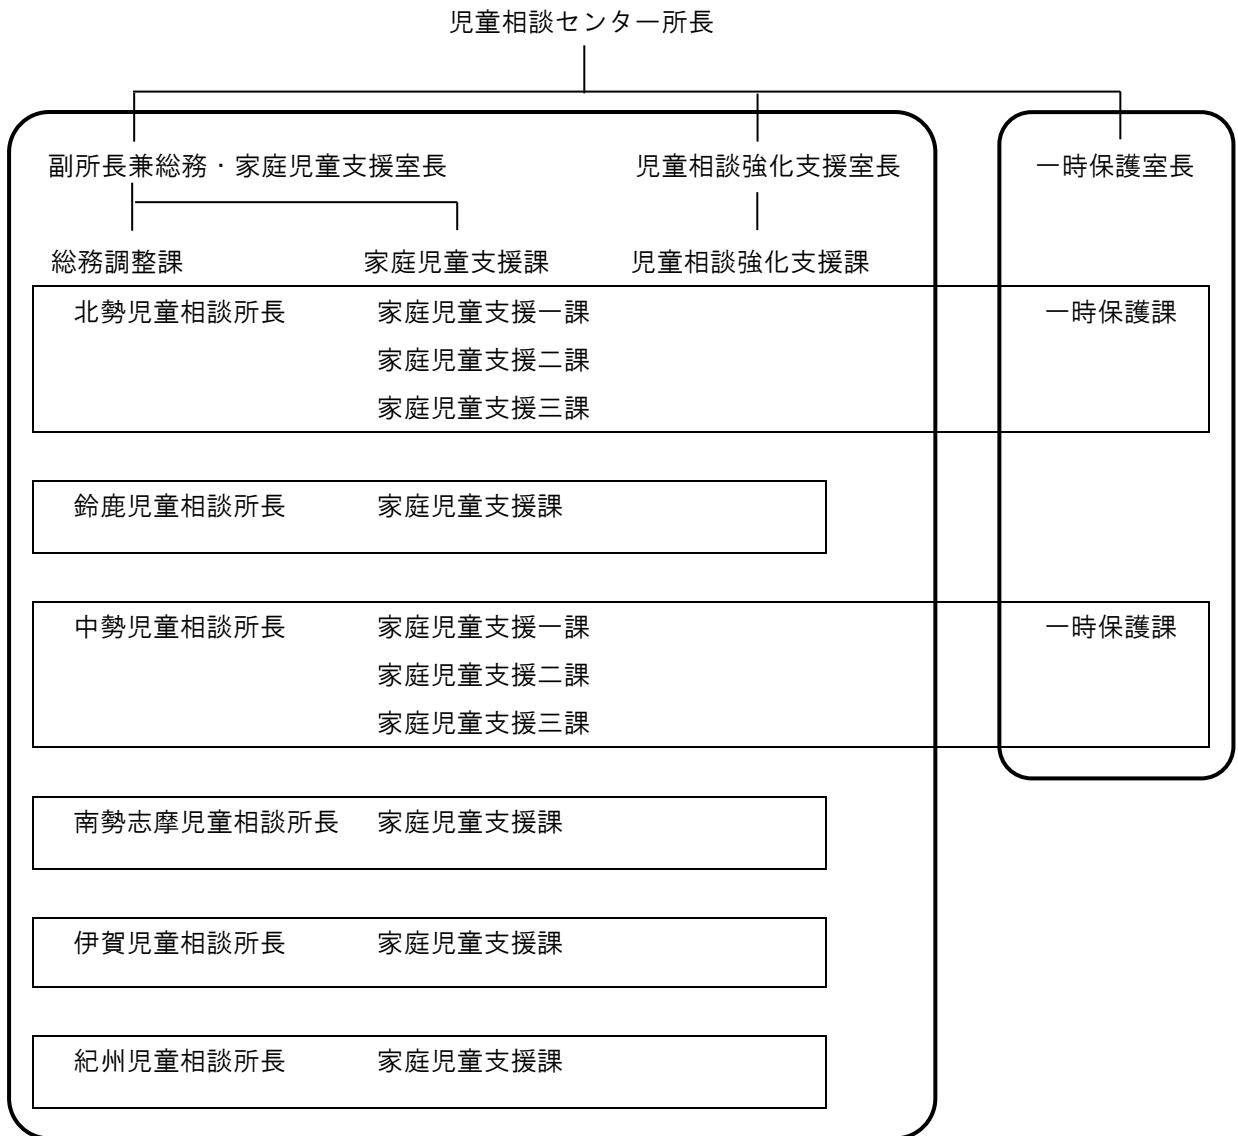 児童相談センター所長
副所長兼総務・家庭児童支援室長 児童相談強化支援室長 一時保護室長
総務調整課 家庭児童支援課 児童相談強化支援課
北勢児童相談所長 家庭児童支援一課 一時保護課
家庭児童支援二課
家庭児童支援三課
鈴鹿児童相談所長 家庭児童支援課
中勢児童相談所長 家庭児童支援一課 一時保護課
家庭児童支援二課
家庭児童支援三課
南勢志摩児童相談所長 家庭児童支援課
伊賀児童相談所長 家庭児童支援課
紀州児童相談所長 家庭児童支援課